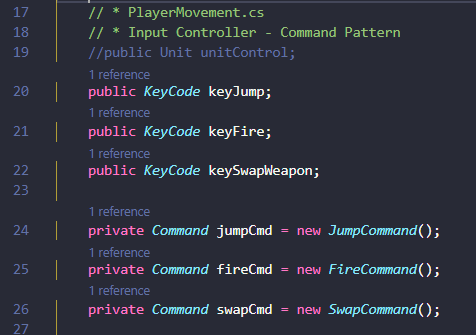 17 // * PlayerMovement.cs
18 // * Input Controller - Command Pattern
19 //public Unit unitControl;
1 reference
20 public KeyCode keyJump;
1 reference
21 public KeyCode keyFire;
1 reference
22 public KeyCode keySwapWeapon;
23
1 reference
24 private Command jumpCmd = new JumpCommand();
1 reference
25 private Command fireCmd = new FireCommand();
1 reference
26 private Command swapCmd = new SwapCommand();
27